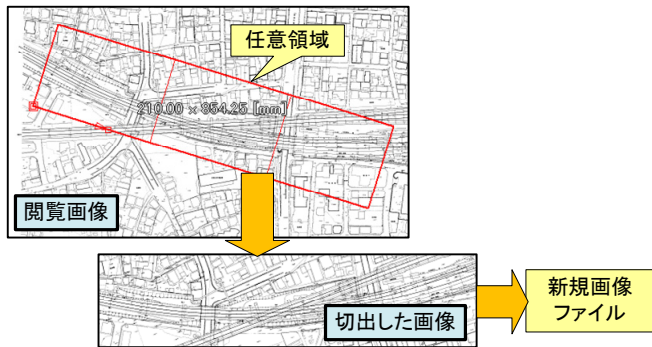 任意領域
210.00 × 854.25 [mm]
閲覧画像
切出した画像
新規画像
ファイル